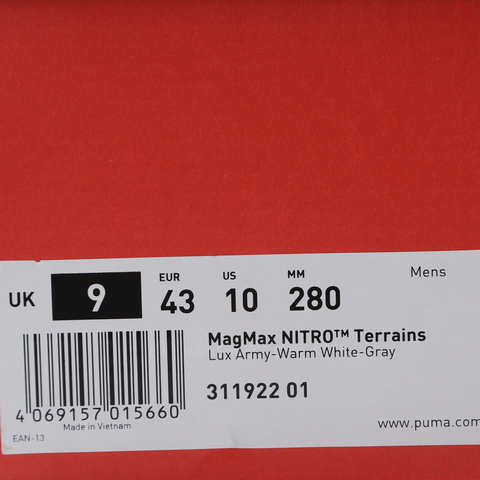 Mens
EUR US MM
UK 9 43 10 280
MagMax NITRO™ Terrains
Lux Army-Warm White-Gray
311922 01
4 069157 015660
Made in Vietnam
EAN-13
www.puma.com